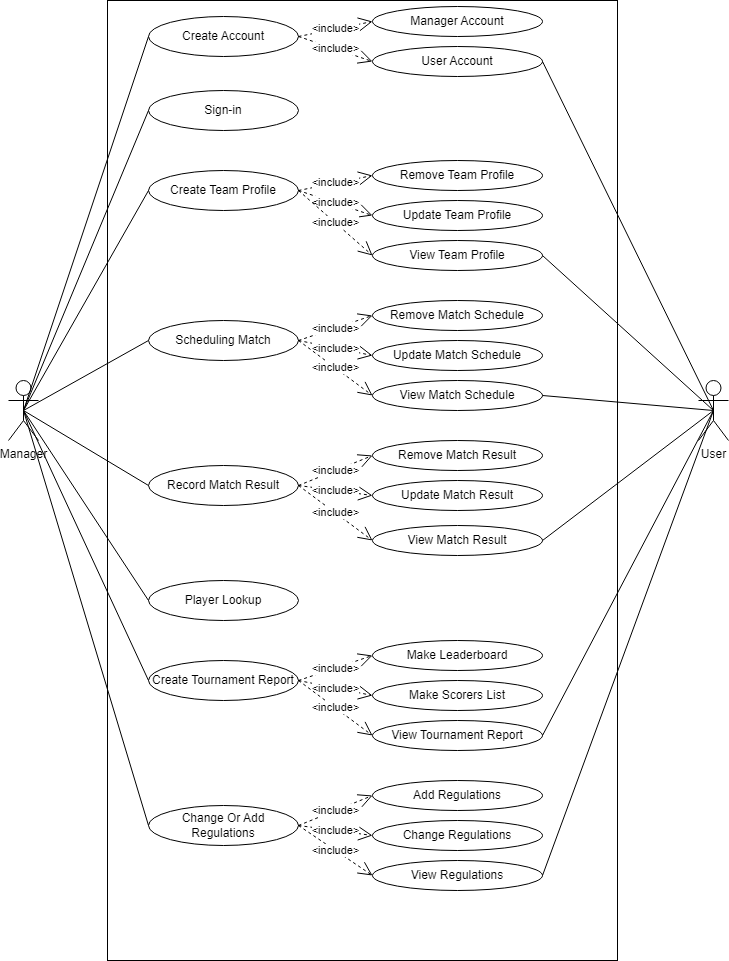 Create Account
<include>
Manager Account
<include>
User Account
Sign-in
Create Team Profile
<include>
Remove Team Profile
<include>
Update Team Profile
<include>
View Team Profile
Scheduling Match
<include>
Remove Match Schedule
<include>
Update Match Schedule
<include>
View Match Schedule
Manager
User
Record Match Result
<include>
Remove Match Result
<include>
Update Match Result
<include>
View Match Result
Player Lookup
Create Tournament Report
<include>
Make Leaderboard
<include>
Make Scorers List
<include>
View Tournament Report
Change Or Add
Regulations
<include>
Add Regulations
<include>
Change Regulations
<include>
View Regulations